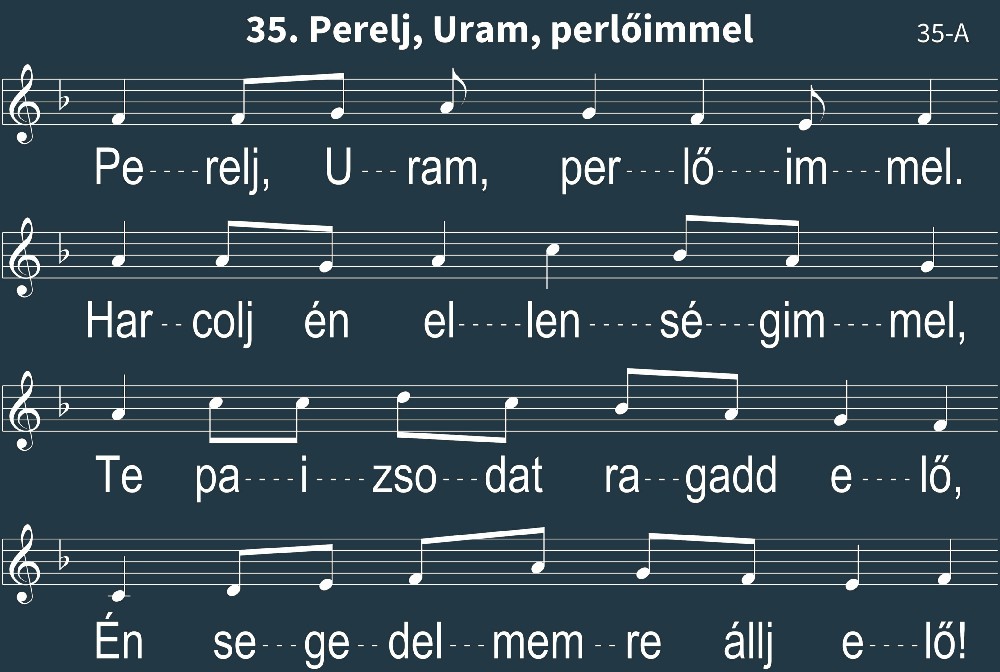 35. Perelj, Uram, perlőimmel
35-A
Pe----relj, U---ram, per----lő-----im----mel.
Har--colj én el-----len-----sé----gim----mel,
Te pa----i----zso---dat ra---gadd e----lő,
Én se---ge--del---mem--re állj e----lő!